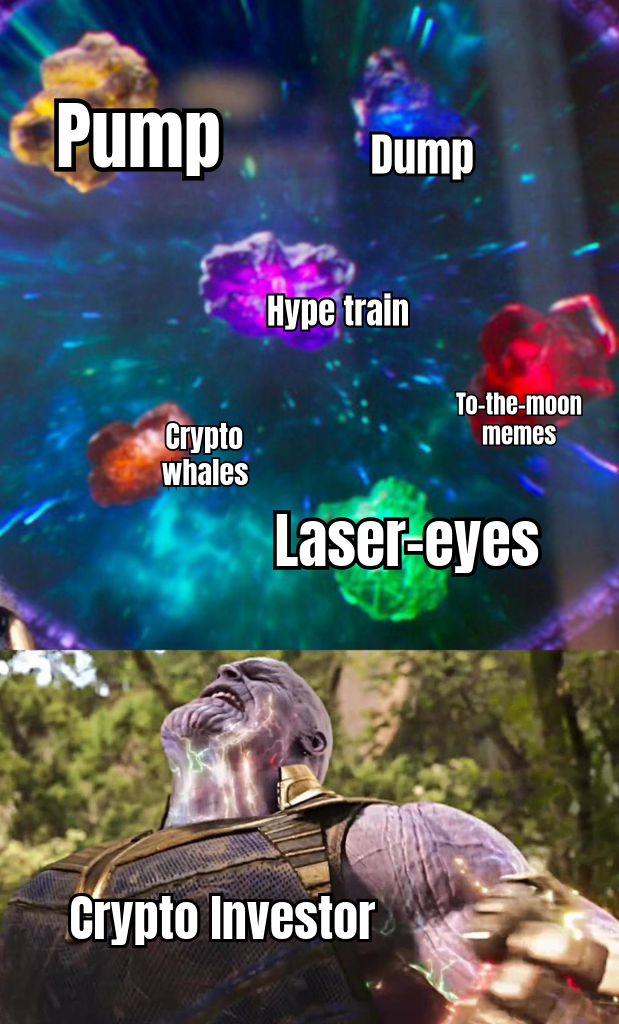 Pump
Dump
Hype train
To-the-moon
memes
Crypto
whales
Laser-eyes
Crypto Investor